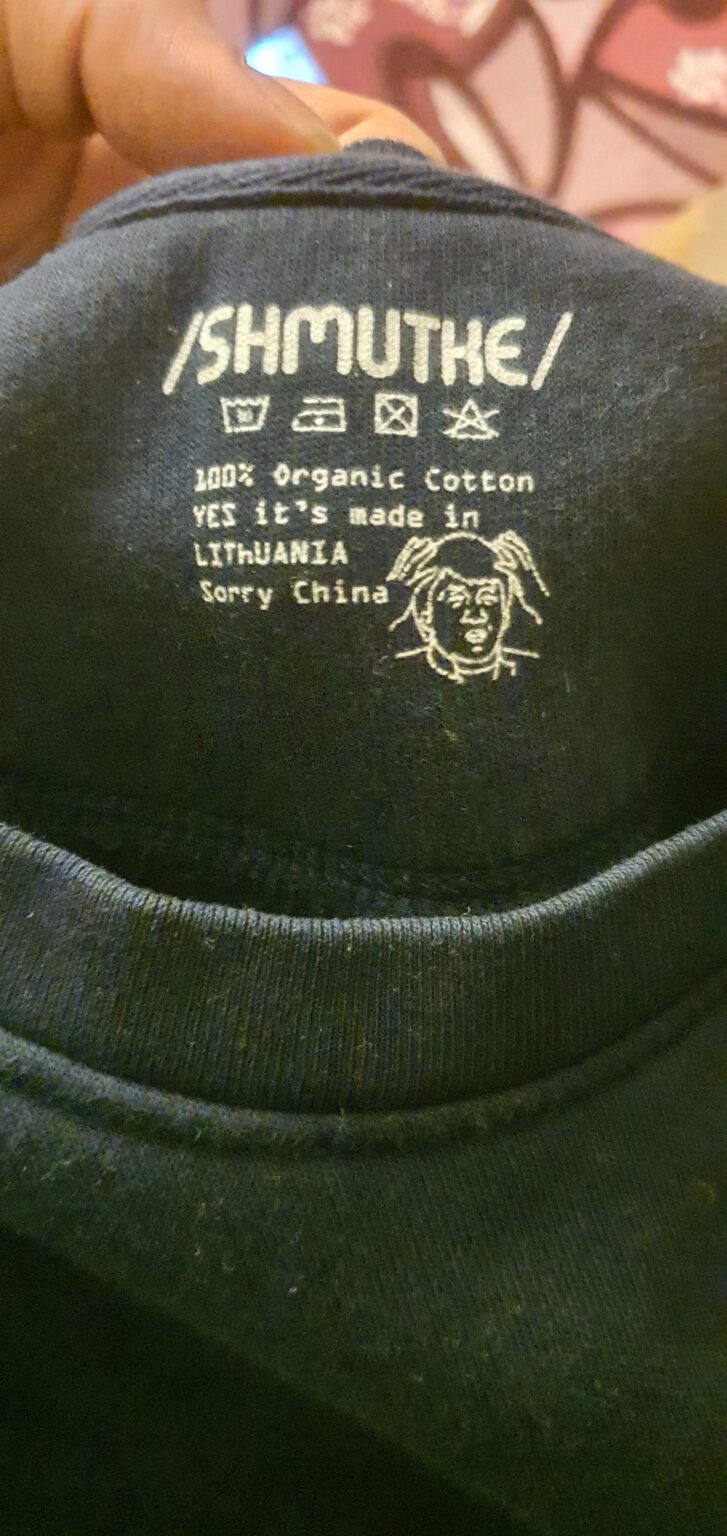 /SHMUTKE/
100% Organic Cotton
YES it's made in
LIThUANIA
Sorry China